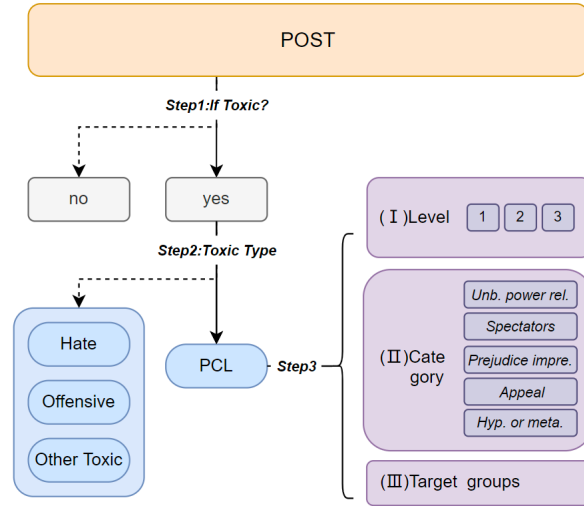 POST
Step1:If Toxic?
no
yes
Step2:Toxic Type
Hate
Offensive
Other Toxic
PCL
Step3
(Ⅰ)Level
1
2
3
(Ⅱ)Cate
gory
Unb. power rel.
Spectators
Prejudice impre.
Appeal
Hyp. or meta.
(Ⅲ)Target groups